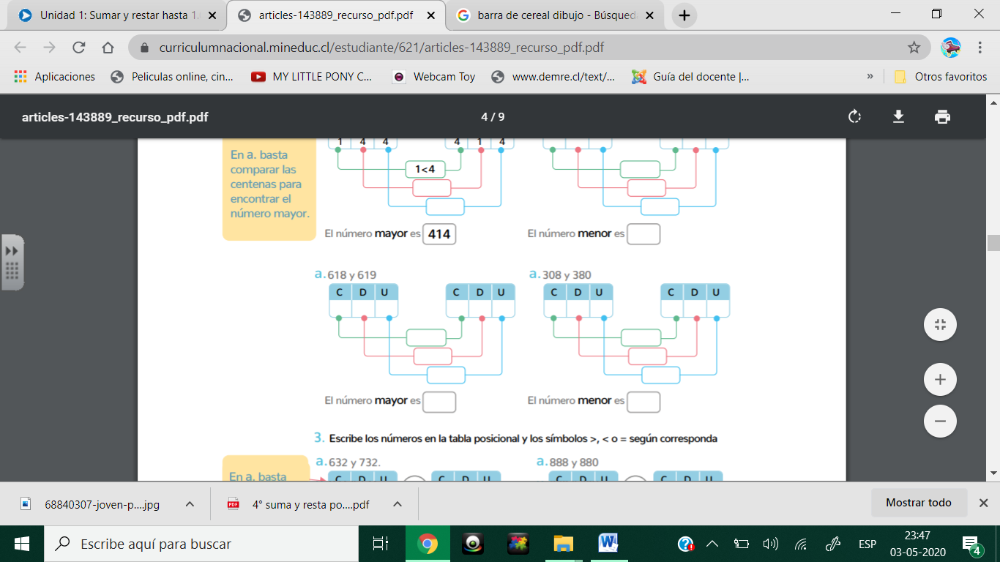 Unidad 1: Sumar y restar hasta 1.
articles-143889_recurso_pdf.pdf
barra de cereal dibujo - Búsqued
curriculumnacional.mineduc.cl/estudiante/621/articles-143889_recurso_pdf.pdf
Aplicaciones
Peliculas online, cin...
MY LITTLE PONY C...
Webcam Toy
www.demre.cl/text/...
Guía del docente |...
»
Otros favoritos
articles-143889_recurso_pdf.pdf
4 / 9
1 4 4
4 1 4
En a. basta
comparar las
centenas para
encontrar el
número mayor.
1<4
El número mayor es 414
El número menor es
a. 618 y 619
a. 308 y 380
C D U
C D U
C D U
C D U
El número mayor es
El número menor es
3. Escribe los números en la tabla posicional y los símbolos >, < o = según corresponda
a. 632 y 732.
a. 888 y 880
En a. basta
C D U
C D U
C D U
C D U
68840307-joven-p....jpg
PDF
4° suma y resta po....pdf
Mostrar todo
Escribe aquí para buscar
W
ESP
23:47
03-05-2020
4